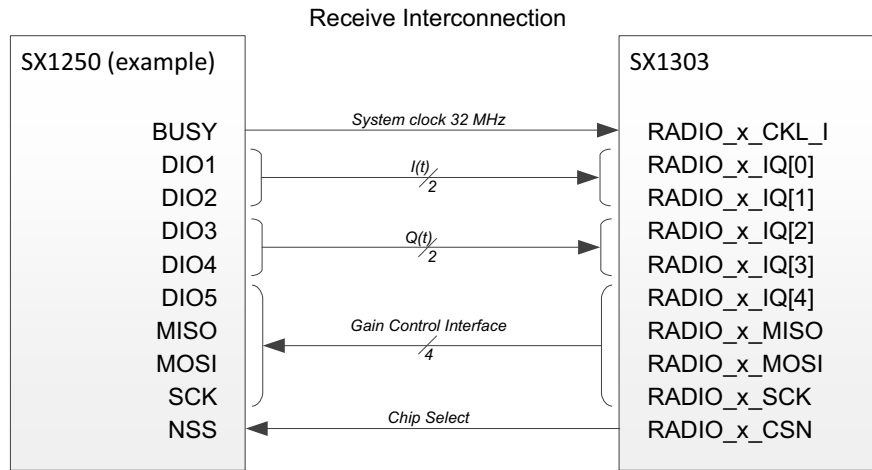 Receive Interconnection
SX1250 (example)
SX1303
BUSY
System clock 32 MHz
RADIO_x_CKL_I
DIO1
I(t)
2
RADIO_x_IQ[0]
DIO2
RADIO_x_IQ[1]
DIO3
Q(t)
2
RADIO_x_IQ[2]
DIO4
RADIO_x_IQ[3]
DIO5
RADIO_x_IQ[4]
MISO
Gain Control Interface
4
RADIO_x_MISO
MOSI
RADIO_x_MOSI
SCK
RADIO_x_SCK
NSS
Chip Select
RADIO_x_CSN